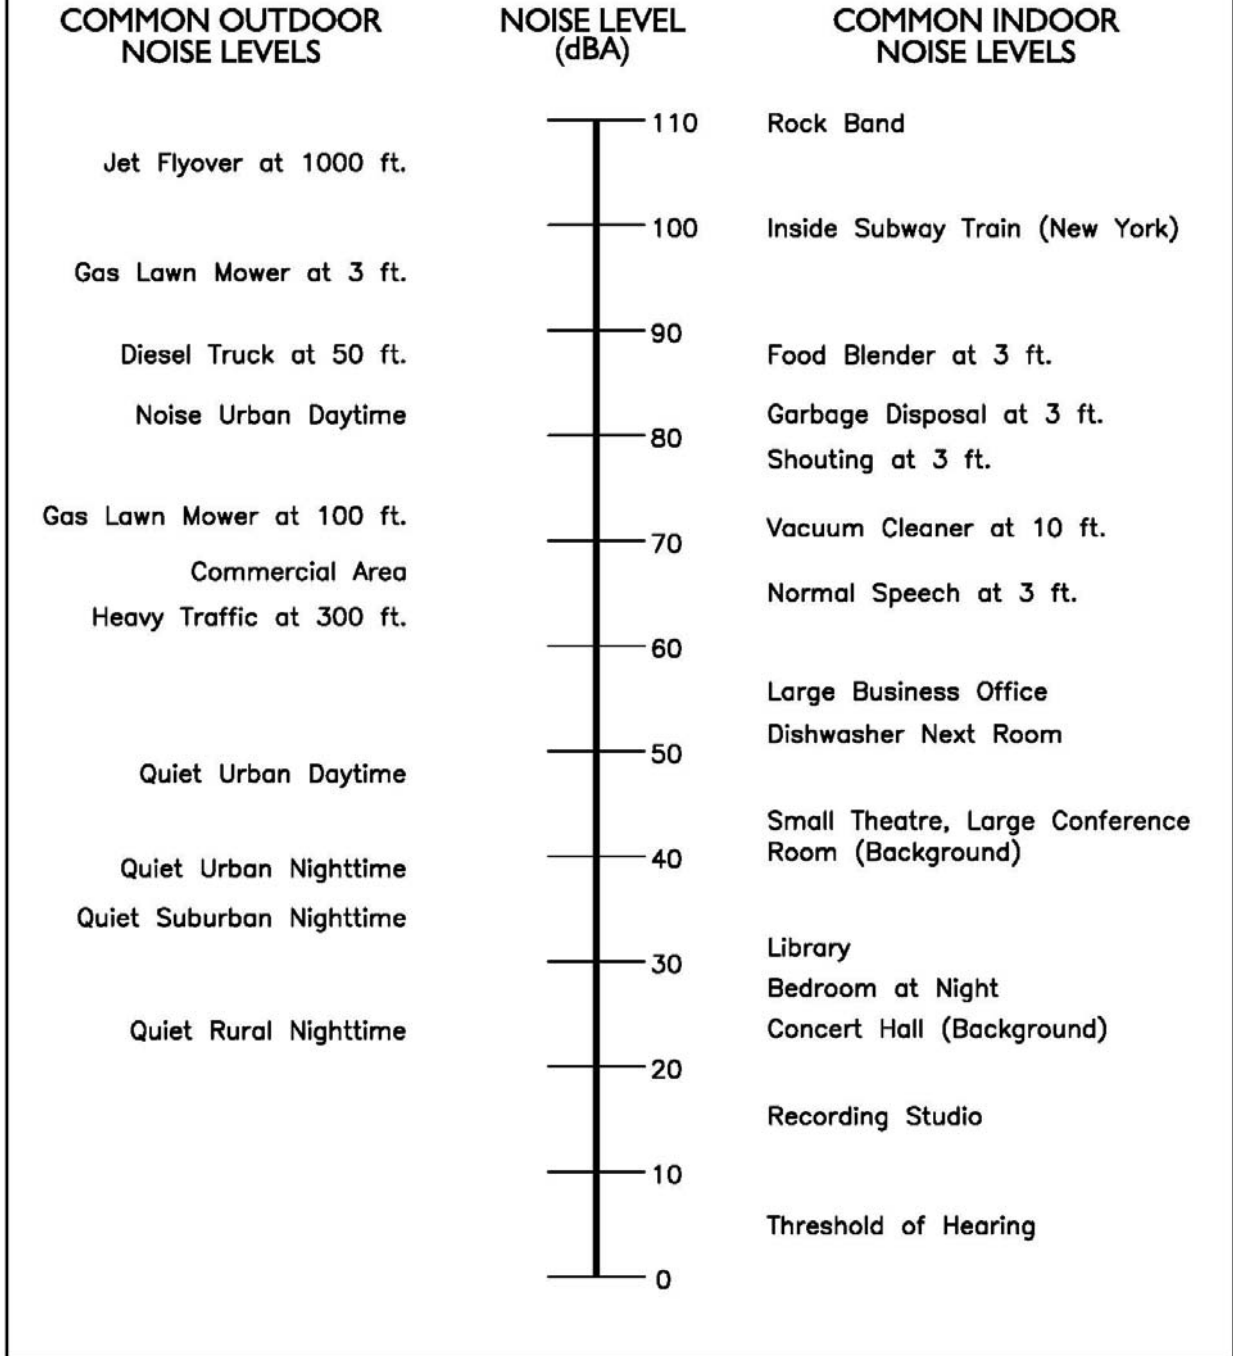 COMMON OUTDOOR
NOISE LEVELS
NOISE LEVEL
(dBA)
COMMON INDOOR
NOISE LEVELS
110 Rock Band
Jet Flyover at 1000 ft.
100 Inside Subway Train (New York)
Gas Lawn Mower at 3 ft.
90
Diesel Truck at 50 ft. Food Blender at 3 ft.
Noise Urban Daytime Garbage Disposal at 3 ft.
80
Shouting at 3 ft.
Gas Lawn Mower at 100 ft. Vacuum Cleaner at 10 ft.
70
Commercial Area
Normal Speech at 3 ft.
Heavy Traffic at 300 ft.
60
Large Business Office
Dishwasher Next Room
50
Quiet Urban Daytime
Small Theatre, Large Conference
Room (Background)
40
Quiet Urban Nighttime
Quiet Suburban Nighttime
Library
30
Bedroom at Night
Quiet Rural Nighttime Concert Hall (Background)
20
Recording Studio
10
Threshold of Hearing
0